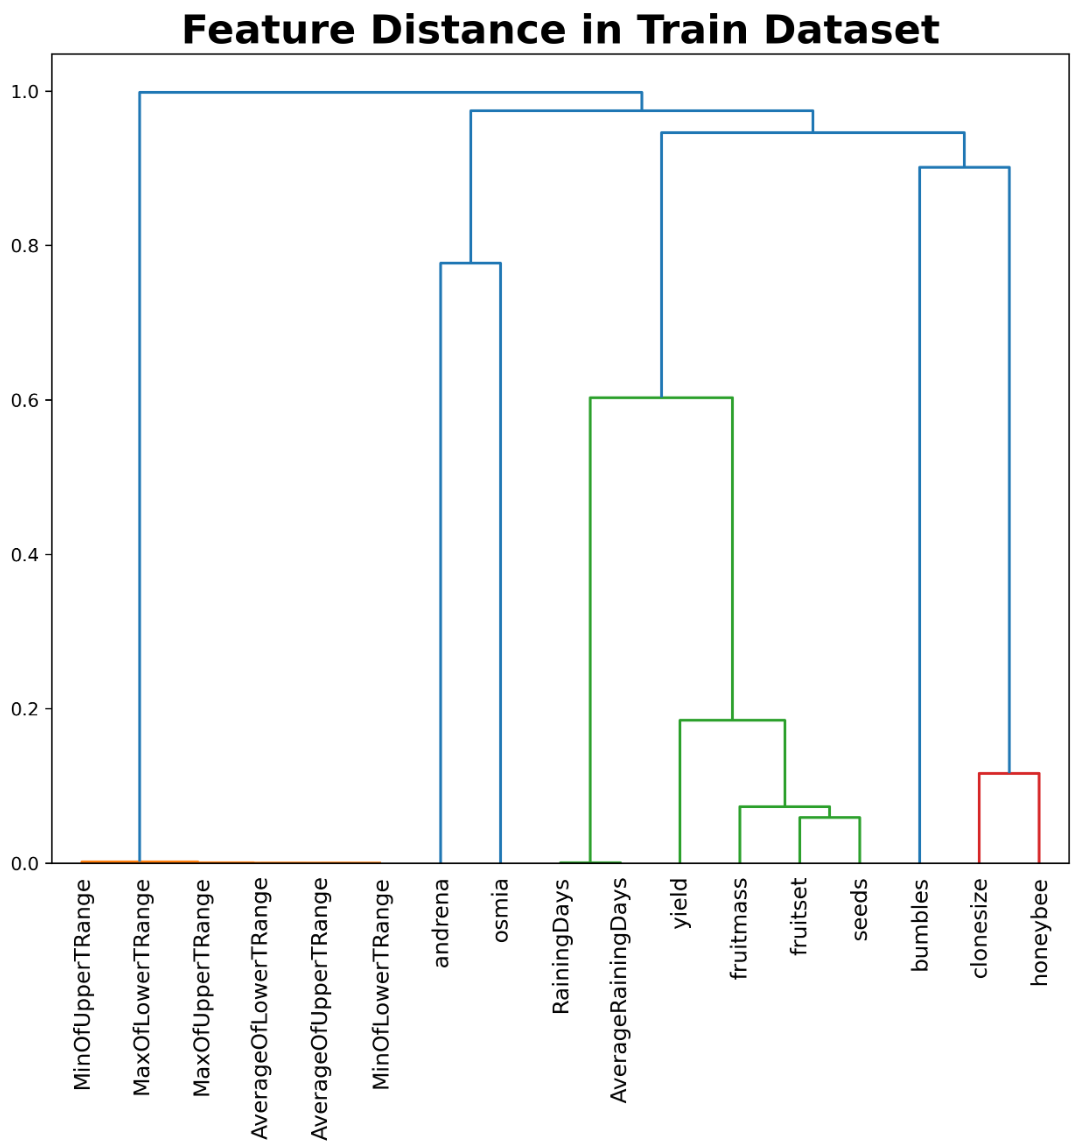 Feature Distance in Train Dataset
1.0
0.8
0.6
0.4
0.2
0.0
MinOfUpperTRange
MaxOfLowerTRange
MaxOfUpperTRange
AverageOfLowerTRange
AverageOfUpperTRange
MinOfLowerTRange
andrena
osmia
RainingDays
AverageRainingDays
yield
fruitmass
fruitset
seeds
bumbles
clonesize
honeybee